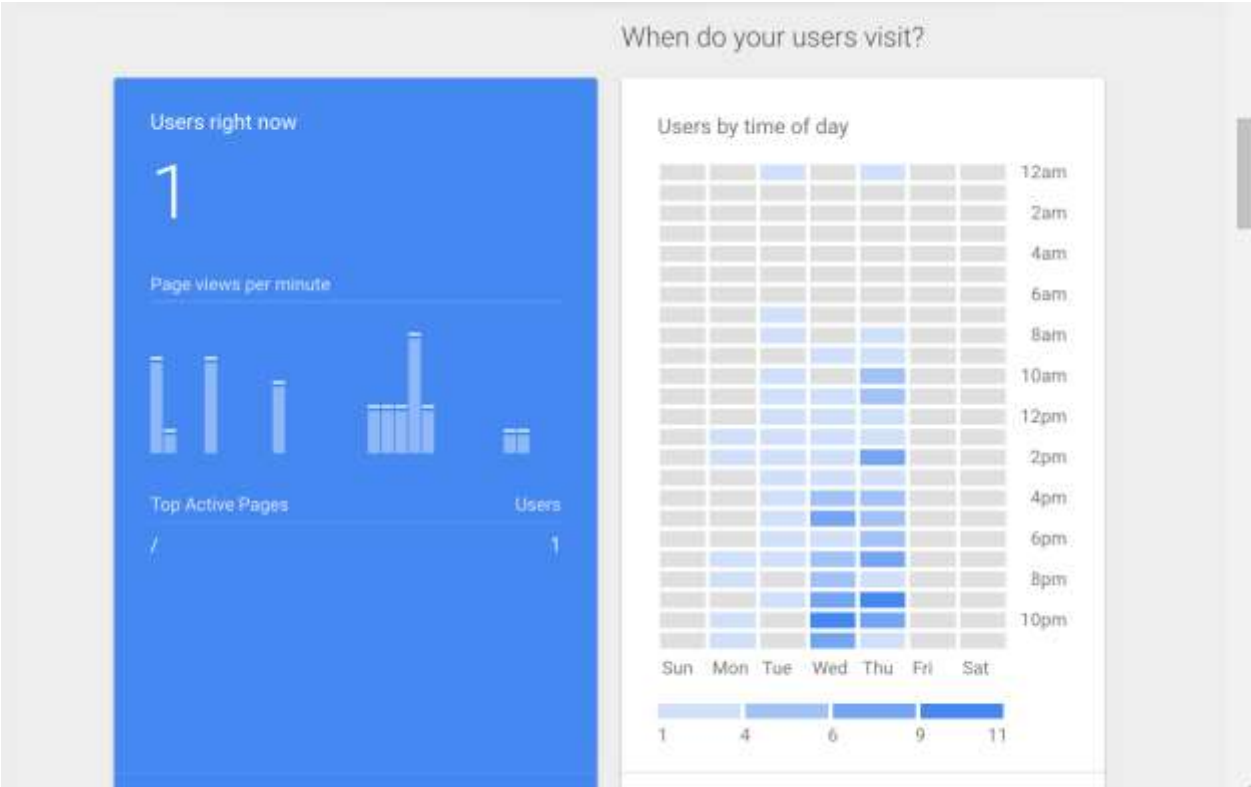 When do your users visit?
Users right now
1
Page views per minute
Top Active Pages Users
/ 1
Users by time of day
12am
2am
4am
6am
8am
10am
12pm
2pm
4pm
6pm
8pm
10pm
Sun Mon Tue Wed Thu Fri Sat
1 4 6 9 11